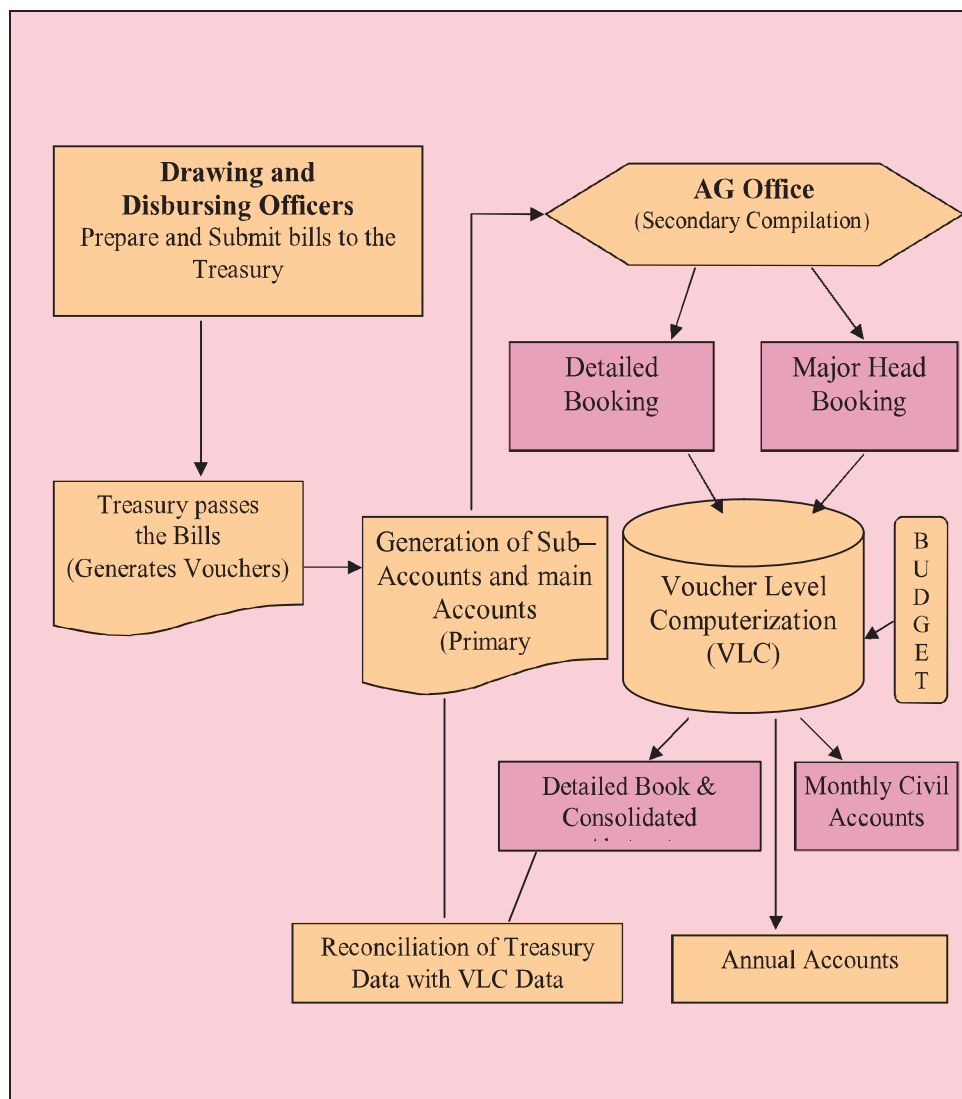 Drawing and
Disbursing Officers
Prepare and Submit bills to the
Treasury
AG Office
(Secondary Compilation)
Detailed
Booking
Major Head
Booking
Treasury passes
the Bills
(Generates Vouchers)
Generation of Sub–
Accounts and main
Accounts
(Primary
Voucher Level
Computerization
(VLC)
B
U
D
G
E
T
Detailed Book &
Consolidated
Monthly Civil
Accounts
Reconciliation of Treasury
Data with VLC Data
Annual Accounts